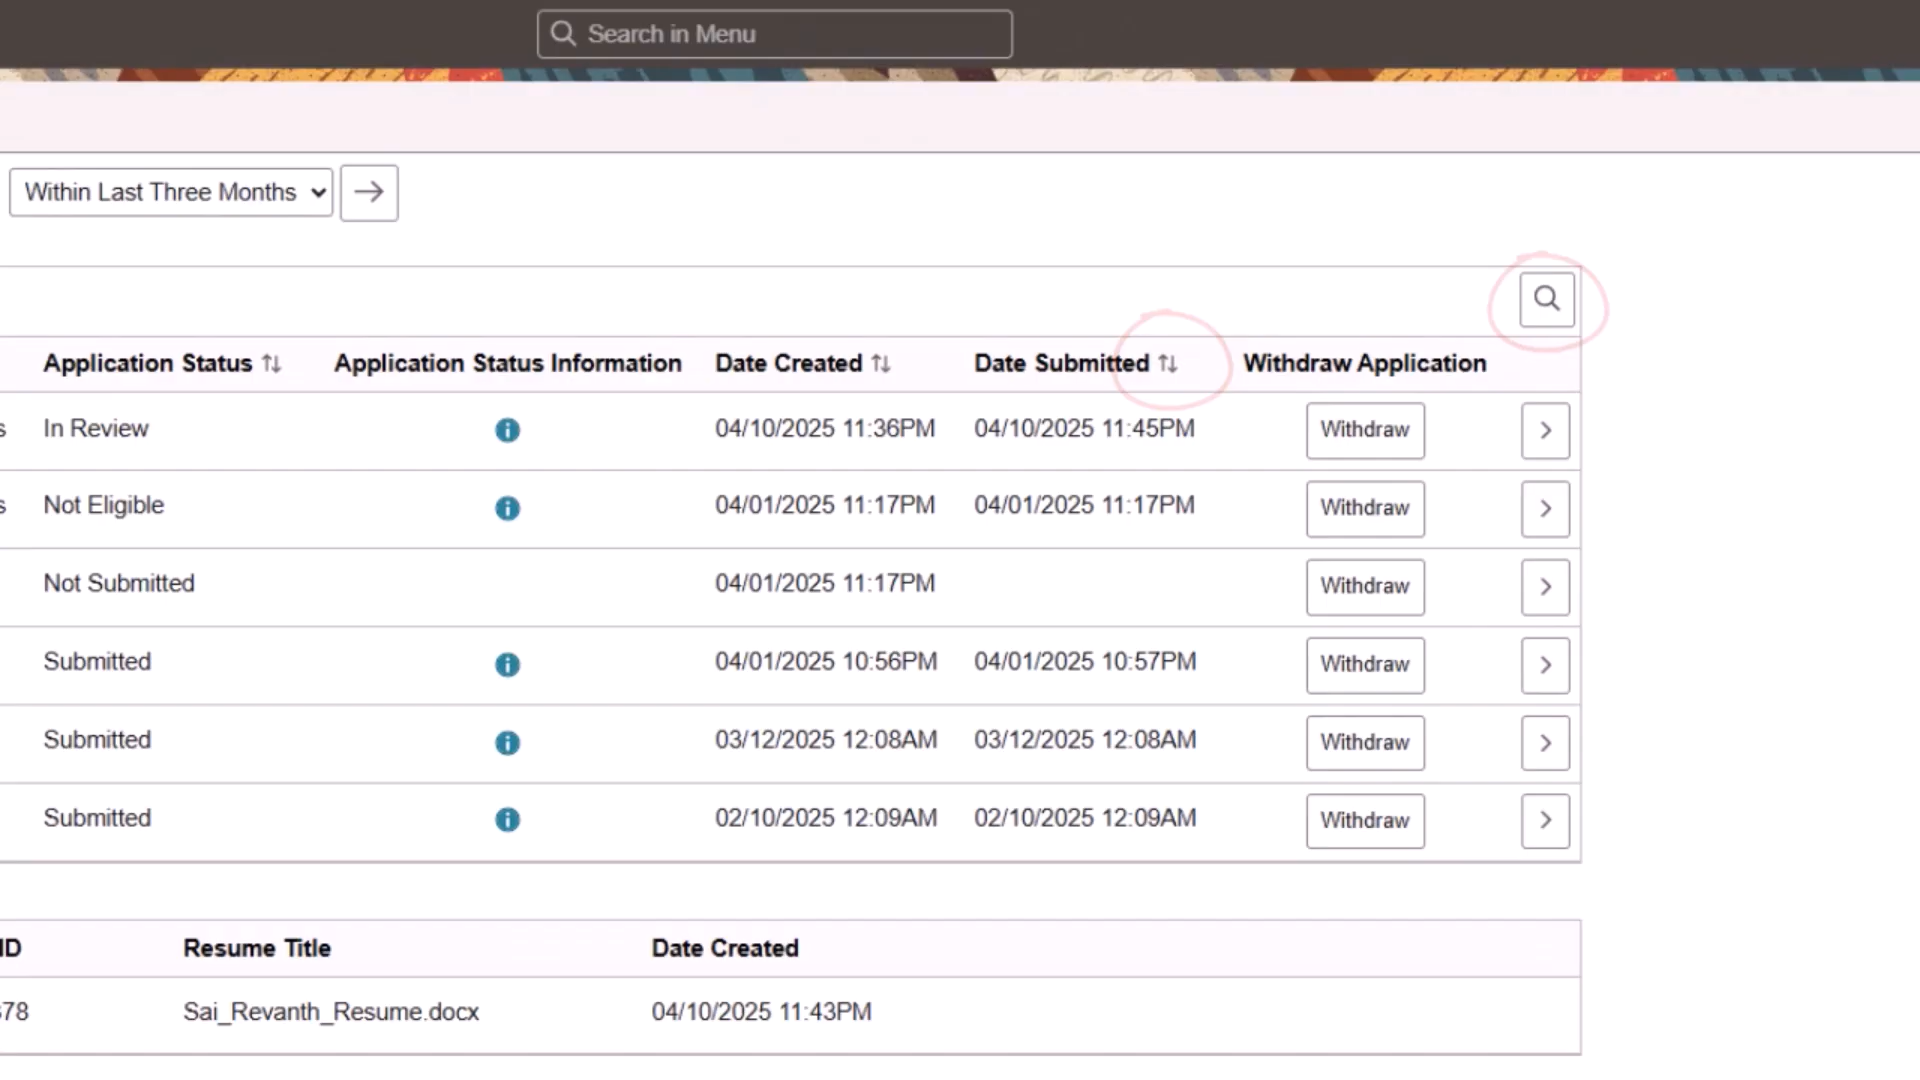 Search in Menu
Within Last Three Months
Application Status Application Status Information Date Created Date Submitted Withdraw Application
s In Review 04/10/2025 11:36PM 04/10/2025 11:45PM Withdraw
s Not Eligible 04/01/2025 11:17PM 04/01/2025 11:17PM Withdraw
Not Submitted 04/01/2025 11:17PM Withdraw
Submitted 04/01/2025 10:56PM 04/01/2025 10:57PM Withdraw
Submitted 03/12/2025 12:08AM 03/12/2025 12:08AM Withdraw
Submitted 02/10/2025 12:09AM 02/10/2025 12:09AM Withdraw
ID Resume Title Date Created
78 Sai_Revanth_Resume.docx 04/10/2025 11:43PM